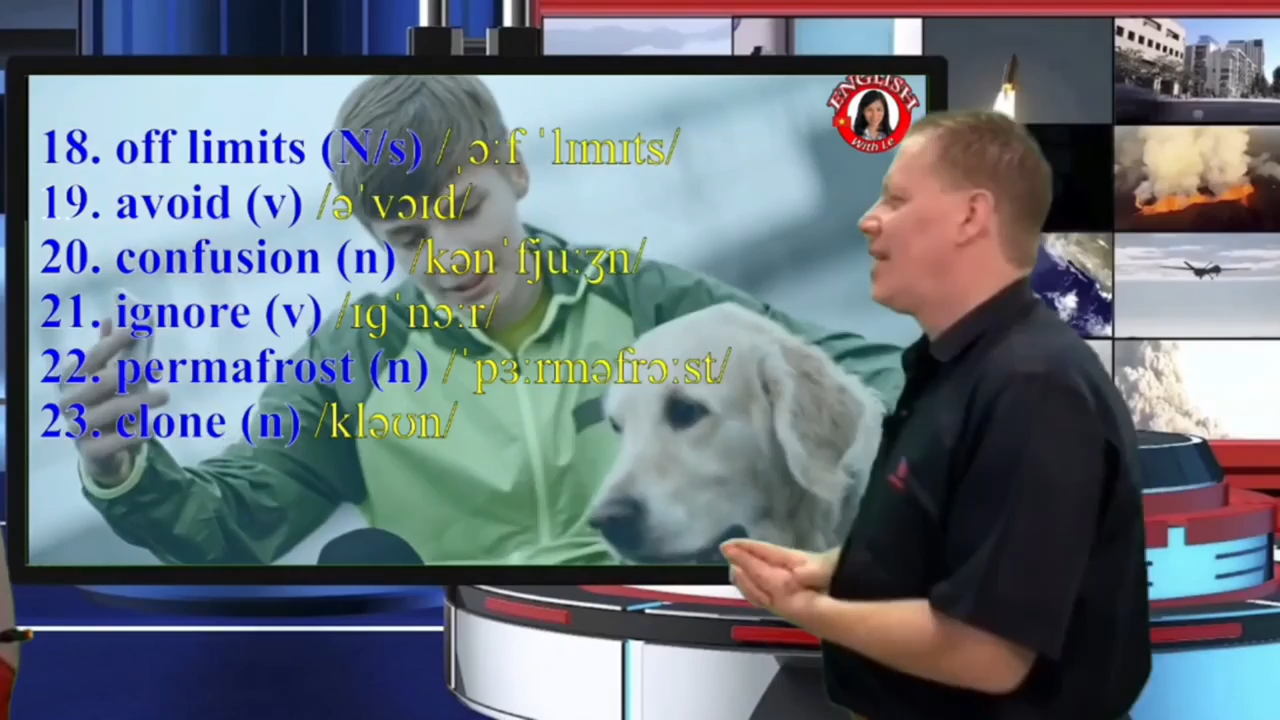 ENGLISH
With Le
18. off limits (N/s) /ˌɔːf ˈlɪmɪts/
19. avoid (v) /əˈvɔɪd/
20. confusion (n) /kənˈfjuːʒn/
21. ignore (v) /ɪɡˈnɔːr/
22. permafrost (n) /ˈpɜːrməfrɔːst/
23. clone (n) /kləʊn/